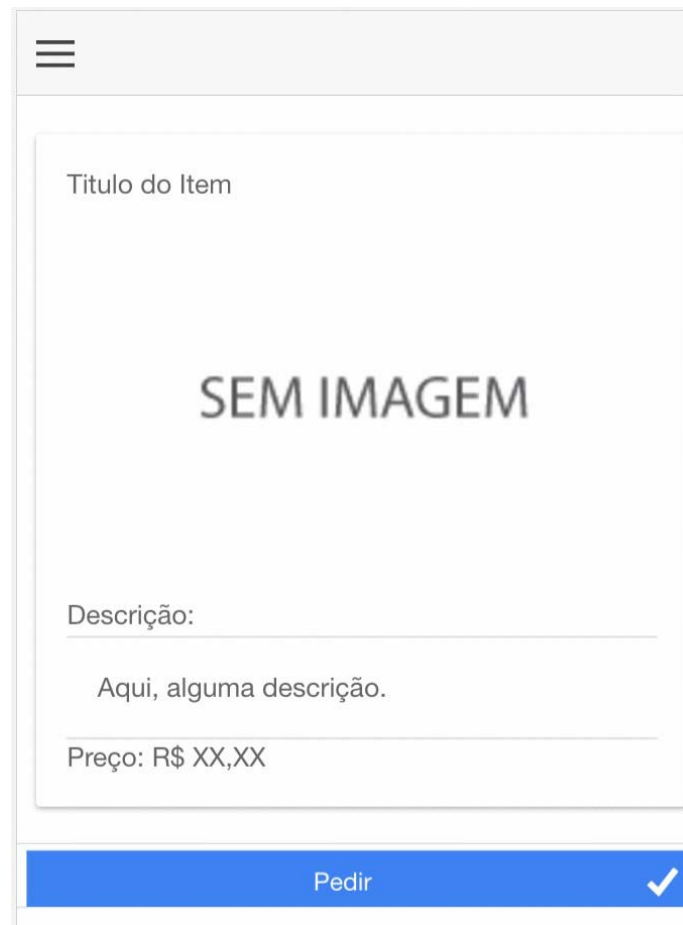 Titulo do Item
SEM IMAGEM
Descrição:
Aqui, alguma descrição.
Preço: R$ XX,XX
Pedir